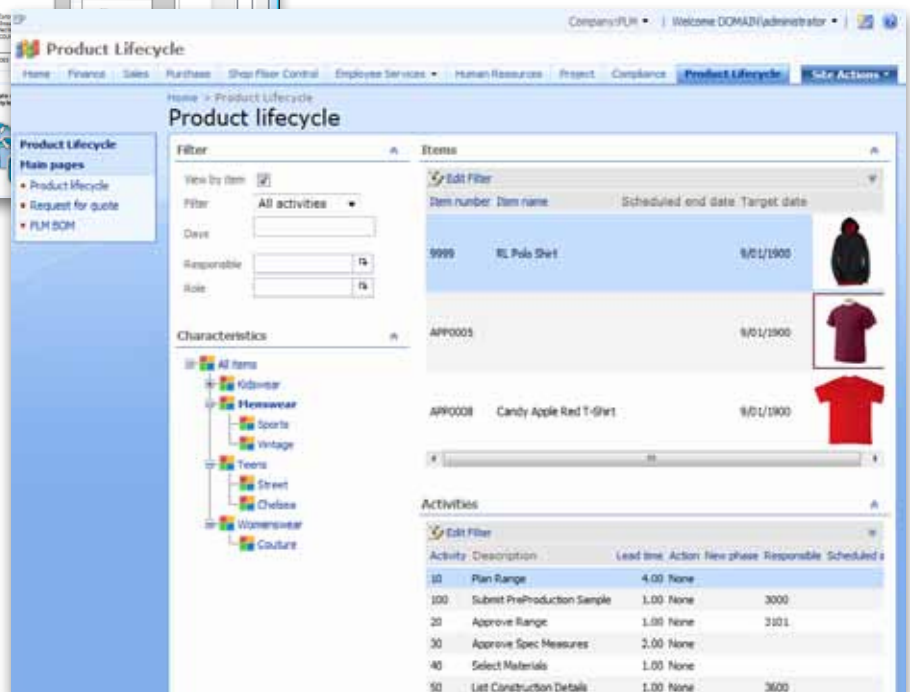 Company:PLM | Welcome DOMAIN\administrator |
Product Lifecycle
Home Finance Sales Purchase Shop Floor Control Employee Services Human Resources Project Compliance Product Lifecycle Site Actions
Home > Product Lifecycle
Product lifecycle
Product Lifecycle
Main pages
Product lifecycle
Request for quote
PLM BOM
Filter
View by item
Filter All activities
Days
Responsible
Role
Characteristics
All Items
Kidswear
Menswear
Sports
Vintage
Teens
Street
Chelsea
Womenswear
Couture
Items
Edit Filter
Item number Item name Scheduled end date Target date
9999 RL Polo Shirt 9/01/1900
APP0005 9/01/1900
APP0008 Candy Apple Red T-Shirt 9/01/1900
Activities
Edit Filter
Activity Description Lead time Action New phase Responsible Scheduled
10 Plan Range 4.00 None
100 Submit PreProduction Sample 1.00 None 3000
20 Approve Range 1.00 None 3101
30 Approve Spec Measures 2.00 None
40 Select Materials 1.00 None
50 List Construction Details 1.00 None 3600